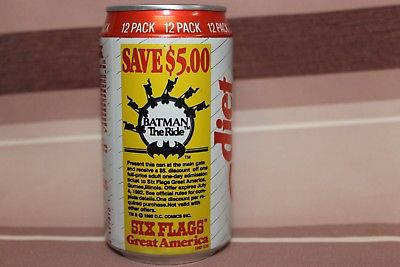 12 PACK 12 PACK 12 PACK
SAVE $5.00
BATMAN
The Ride™
TM
Present this can at the main gate
and receive a $5. discount off one
full-price adult one-day admission
ticket to Six Flags Great America,
Gurnee,Illinois. Offer expires July
4, 1992. See official rules for com-
plete details.One discount per re-
quired purchase.Not valid with
other offers.
TM & © 1992 D.C. COMICS INC.
SIX FLAGS™
Great America
diet